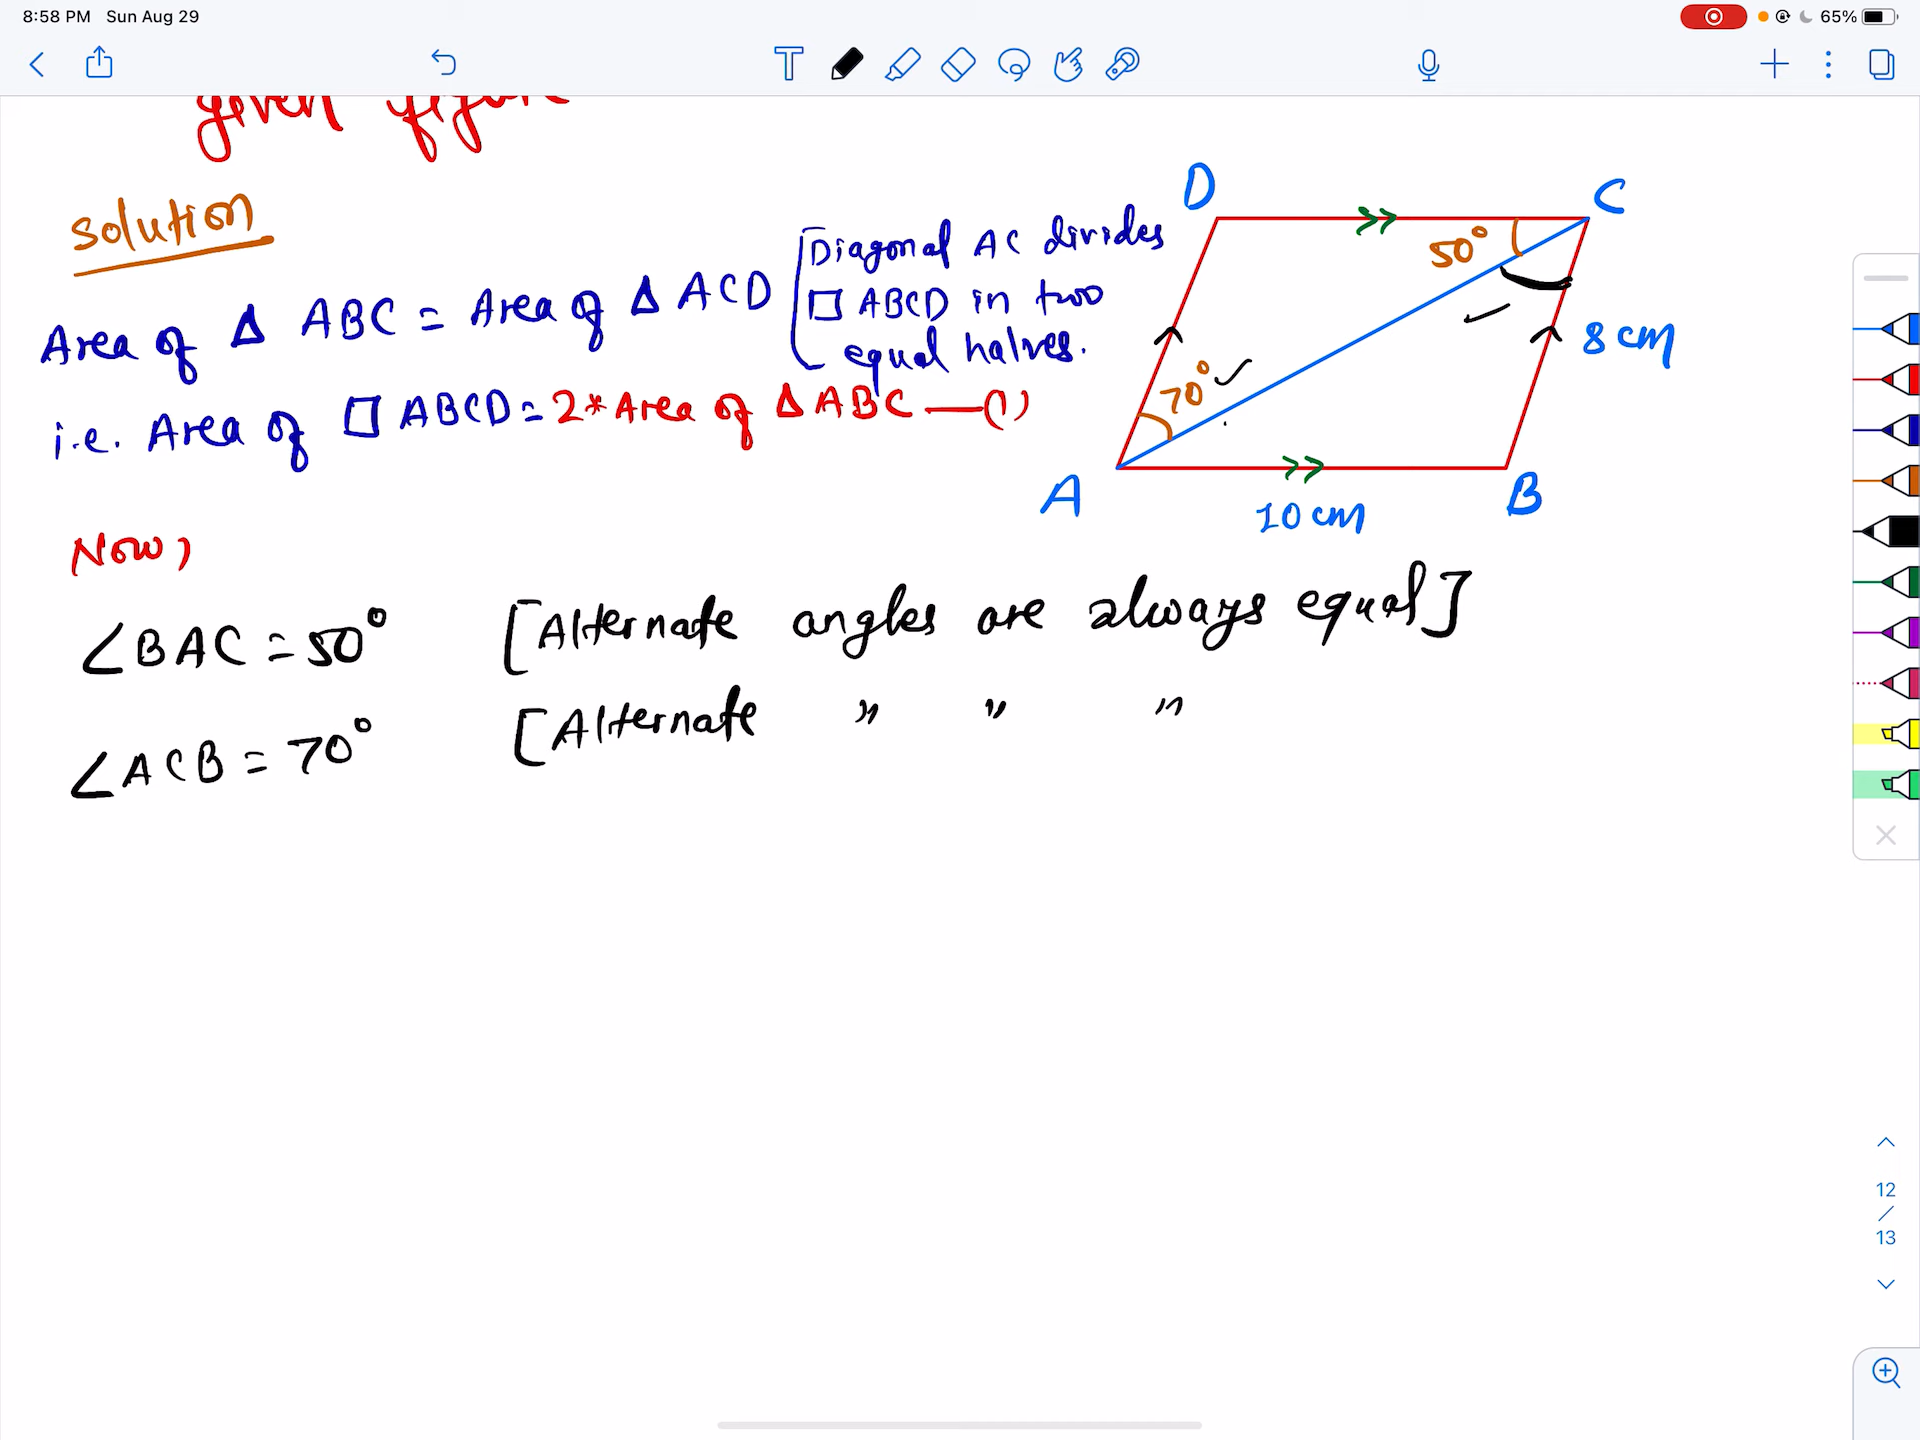 8:58 PM Sun Aug 29
65%
given figure
Solution
Area of Δ ABC = Area of Δ ACD
[Diagonal AC divides
□ ABCD in two
equal halves.
i.e. Area of □ ABCD = 2* Area of Δ ABC — (1)
D
C
50°
8 cm
70°
A
B
10 cm
Now,
∠BAC = 50° [Alternate angles are always equal]
∠ACB = 70° [Alternate " " "
12
/
13